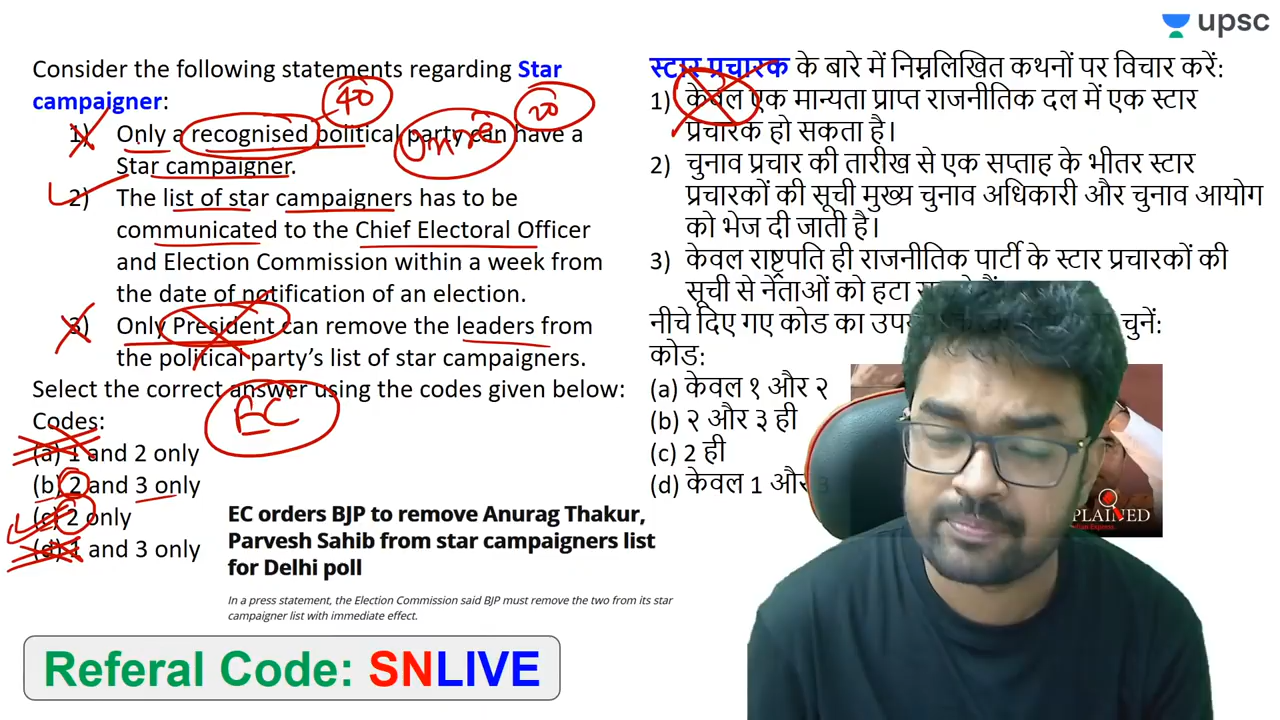 upsc
Consider the following statements regarding Star
campaigner:
40
20
1) Only a recognised political party can have a
Star campaigner.
2) The list of star campaigners has to be
communicated to the Chief Electoral Officer
and Election Commission within a week from
the date of notification of an election.
3) Only President can remove the leaders from
the political party's list of star campaigners.
Select the correct answer using the codes given below:
EC
Codes:
(a) 1 and 2 only
(b) 2 and 3 only
(c) 2 only
(d) 1 and 3 only
EC orders BJP to remove Anurag Thakur,
Parvesh Sahib from star campaigners list
for Delhi poll
In a press statement, the Election Commission said BJP must remove the two from its star
campaigner list with immediate effect.
Referal Code: SNLIVE
स्टार प्रचारक के बारे में निम्नलिखित कथनों पर विचार करें:
1) केवल एक मान्यता प्राप्त राजनीतिक दल में एक स्टार
प्रचारक हो सकता है।
2) चुनाव प्रचार की तारीख से एक सप्ताह के भीतर स्टार
प्रचारकों की सूची मुख्य चुनाव अधिकारी और चुनाव आयोग
को भेज दी जाती है।
3) केवल राष्ट्रपति ही राजनीतिक पार्टी के स्टार प्रचारकों की
सूची से नेताओं को हटा
नीचे दिए गए कोड का चुनें:
कोड:
(a) केवल १ और २
(b) २ और ३ ही
(c) 2 ही
(d) केवल 1 और 3
PLAINED